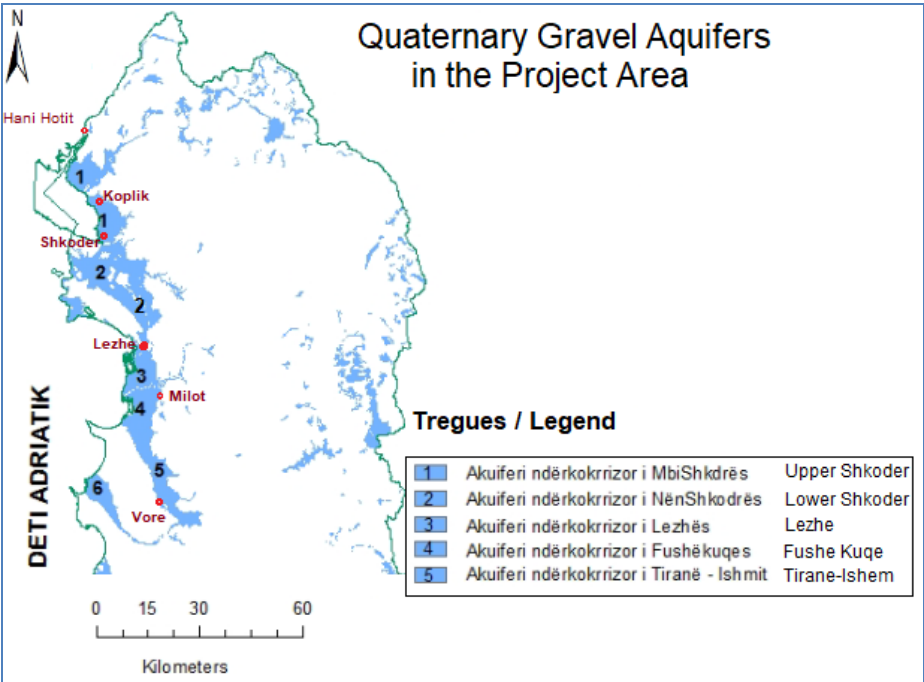 Quaternary Gravel Aquifers
in the Project Area
N
Hani Hotit
1
Koplik
1
Shkoder
2
2
Lezhe
3
Milot
4
5
6
Vore
DETI ADRIATIK
Tregues / Legend
1 Akuiferi ndërkokrrizor i MbiShkdrës Upper Shkoder
2 Akuiferi ndërkokrrizor i NënShkodrës Lower Shkoder
3 Akuiferi ndërkokrrizor i Lezhës Lezhe
4 Akuiferi ndërkokrrizor i Fushëkuqes Fushe Kuqe
5 Akuiferi ndërkokrrizor i Tiranë - Ishmit Tirane-Ishem
0 15 30 60
Kilometers